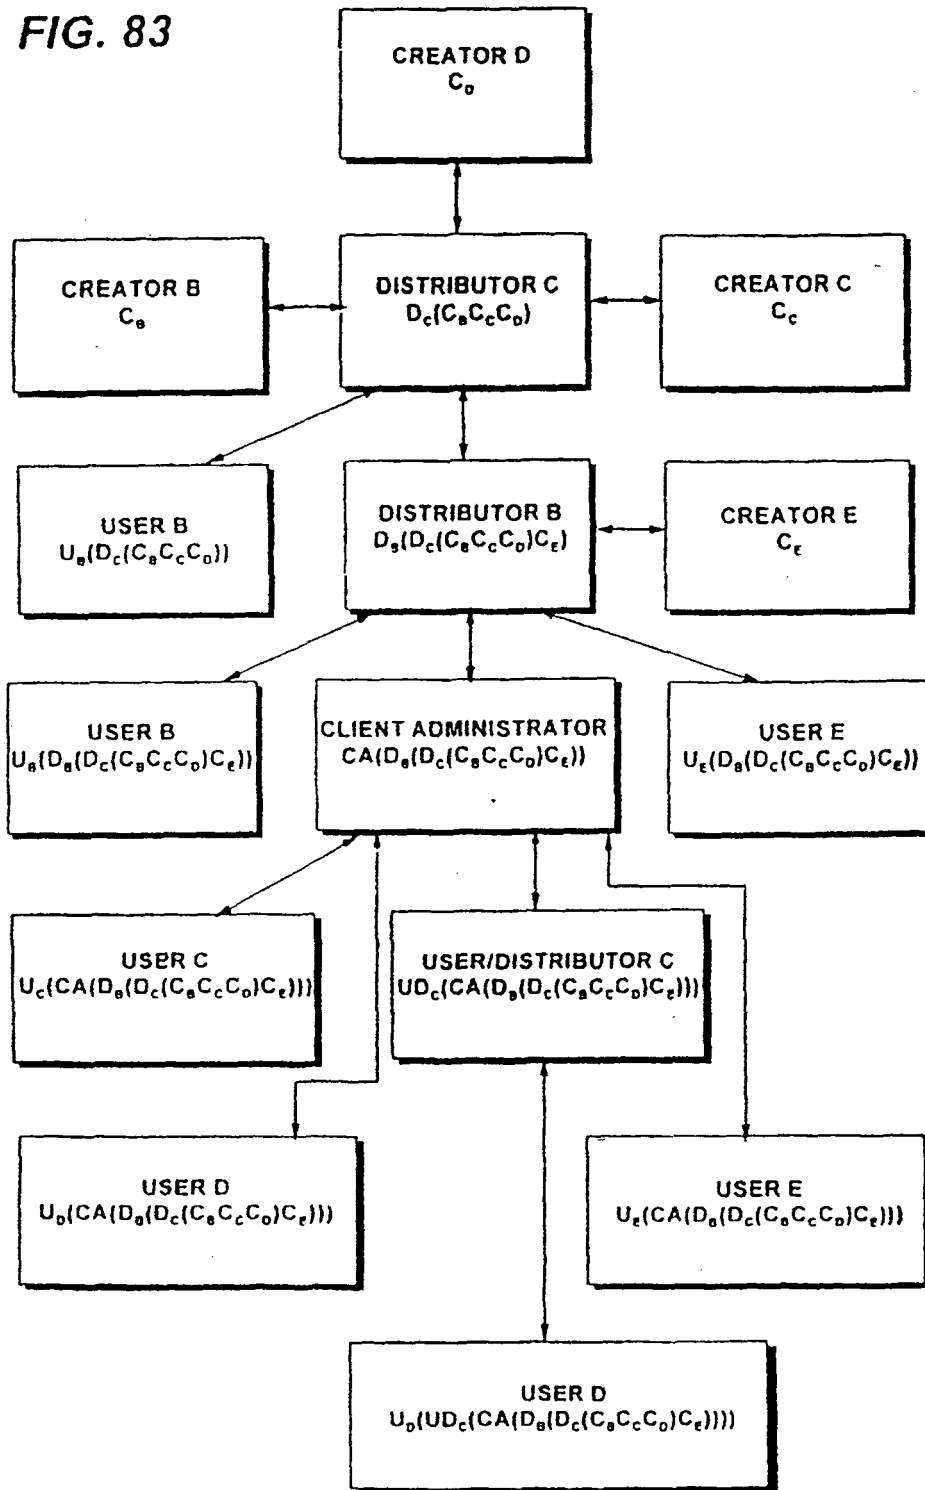 FIG. 83
CREATOR D
C_D
CREATOR B
C_B
DISTRIBUTOR C
D_C(C_BC_CC_D)
CREATOR C
C_C
USER B
U_B(D_C(C_BC_CC_D))
DISTRIBUTOR B
D_B(D_C(C_BC_CC_D)C_E)
CREATOR E
C_E
USER B
U_B(D_B(D_C(C_BC_CC_D)C_E))
CLIENT ADMINISTRATOR
CA(D_B(D_C(C_BC_CC_D)C_E))
USER E
U_E(D_B(D_C(C_BC_CC_D)C_E))
USER C
U_C(CA(D_B(D_C(C_BC_CC_D)C_E)))
USER/DISTRIBUTOR C
UD_C(CA(D_B(D_C(C_BC_CC_D)C_E)))
USER D
U_D(CA(D_B(D_C(C_BC_CC_D)C_E)))
USER E
U_E(CA(D_B(D_C(C_BC_CC_D)C_E)))
USER D
U_D(UD_C(CA(D_B(D_C(C_BC_CC_D)C_E))))